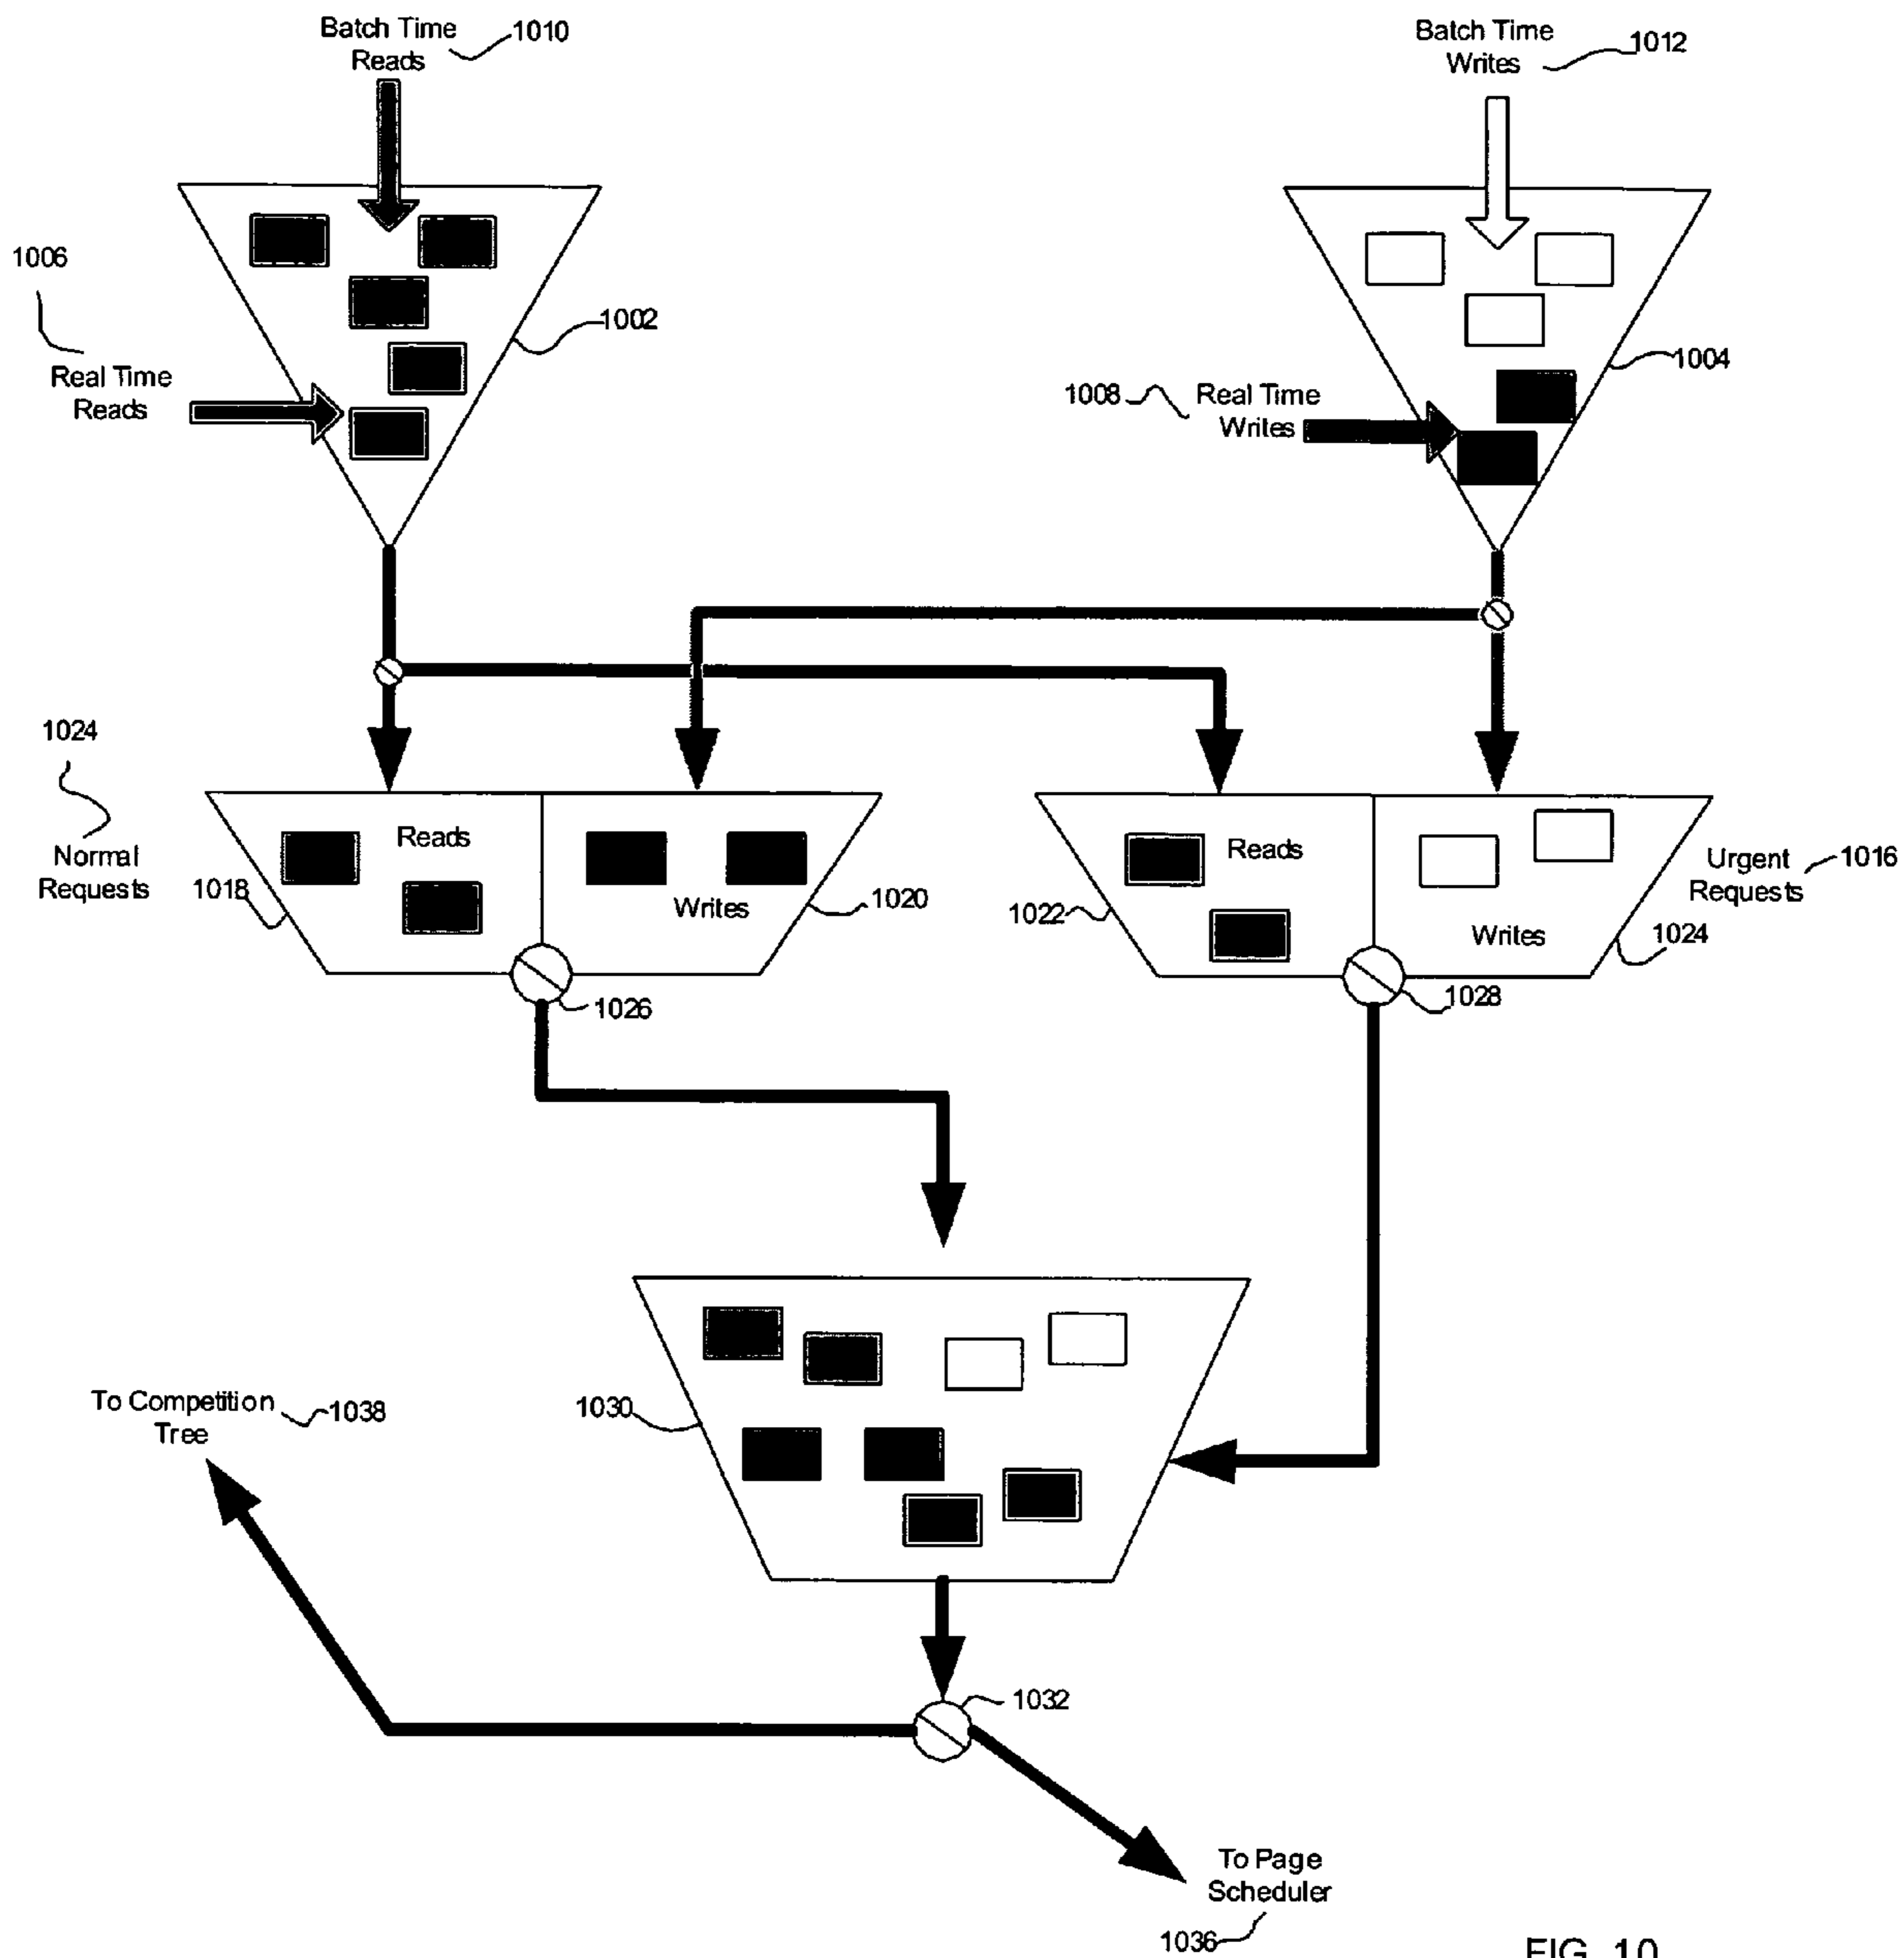 Batch Time
Reads
1010
Batch Time
Writes
1012
1006
Real Time
Reads
1002
1004
1008
Real Time
Writes
1024
Normal
Requests
Reads
Writes
1018
1020
Reads
Writes
1022
Urgent
Requests
1016
1024
1026
1028
1030
To Competition
Tree
1038
1032
To Page
Scheduler
1036
FIG. 10